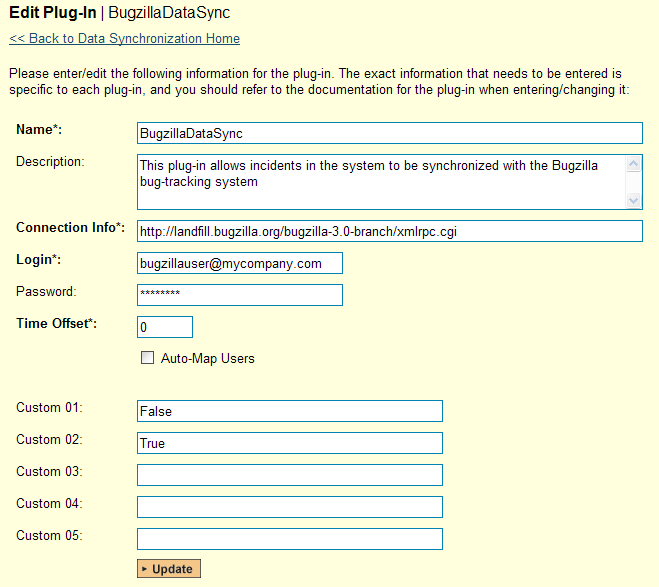 Edit Plug-In | BugzillaDataSync
<< Back to Data Synchronization Home
Please enter/edit the following information for the plug-in. The exact information that needs to be entered is
specific to each plug-in, and you should refer to the documentation for the plug-in when entering/changing it:
Name*: BugzillaDataSync
Description: This plug-in allows incidents in the system to be synchronized with the Bugzilla
bug-tracking system
Connection Info*: http://landfill.bugzilla.org/bugzilla-3.0-branch/xmlrpc.cgi
Login*: bugzillauser@mycompany.com
Password: ********
Time Offset*: 0
Auto-Map Users
Custom 01: False
Custom 02: True
Custom 03:
Custom 04:
Custom 05:
Update